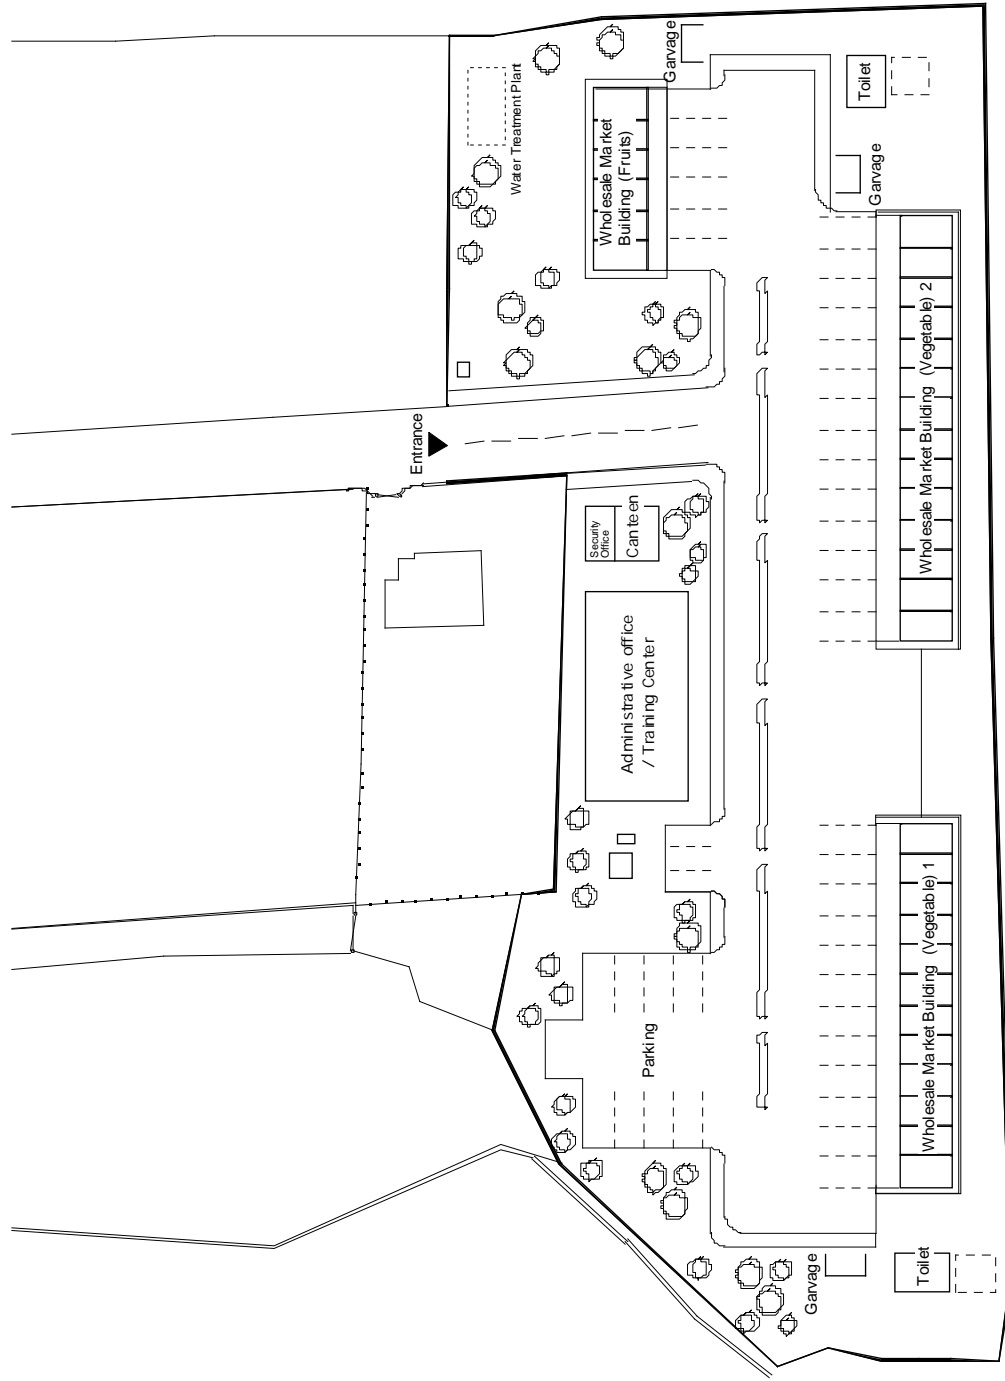 Garvage
Toilet
Water Treatment Plant
Wholesale Market
Building (Fruits)
Garvage
Wholesale Market Building (Vegetable) 2
Entrance
Security
Office
Canteen
Administrative office
/ Training Center
Parking
Wholesale Market Building (Vegetable) 1
Garvage
Toilet